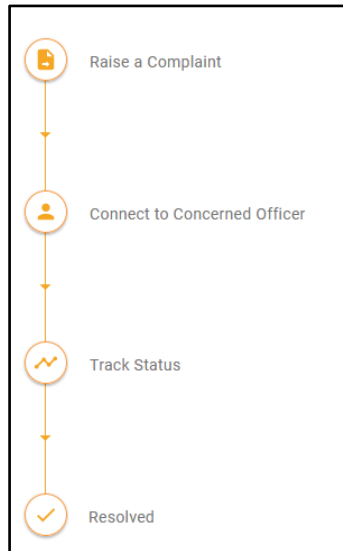 Raise a Complaint
Connect to Concerned Officer
Track Status
Resolved